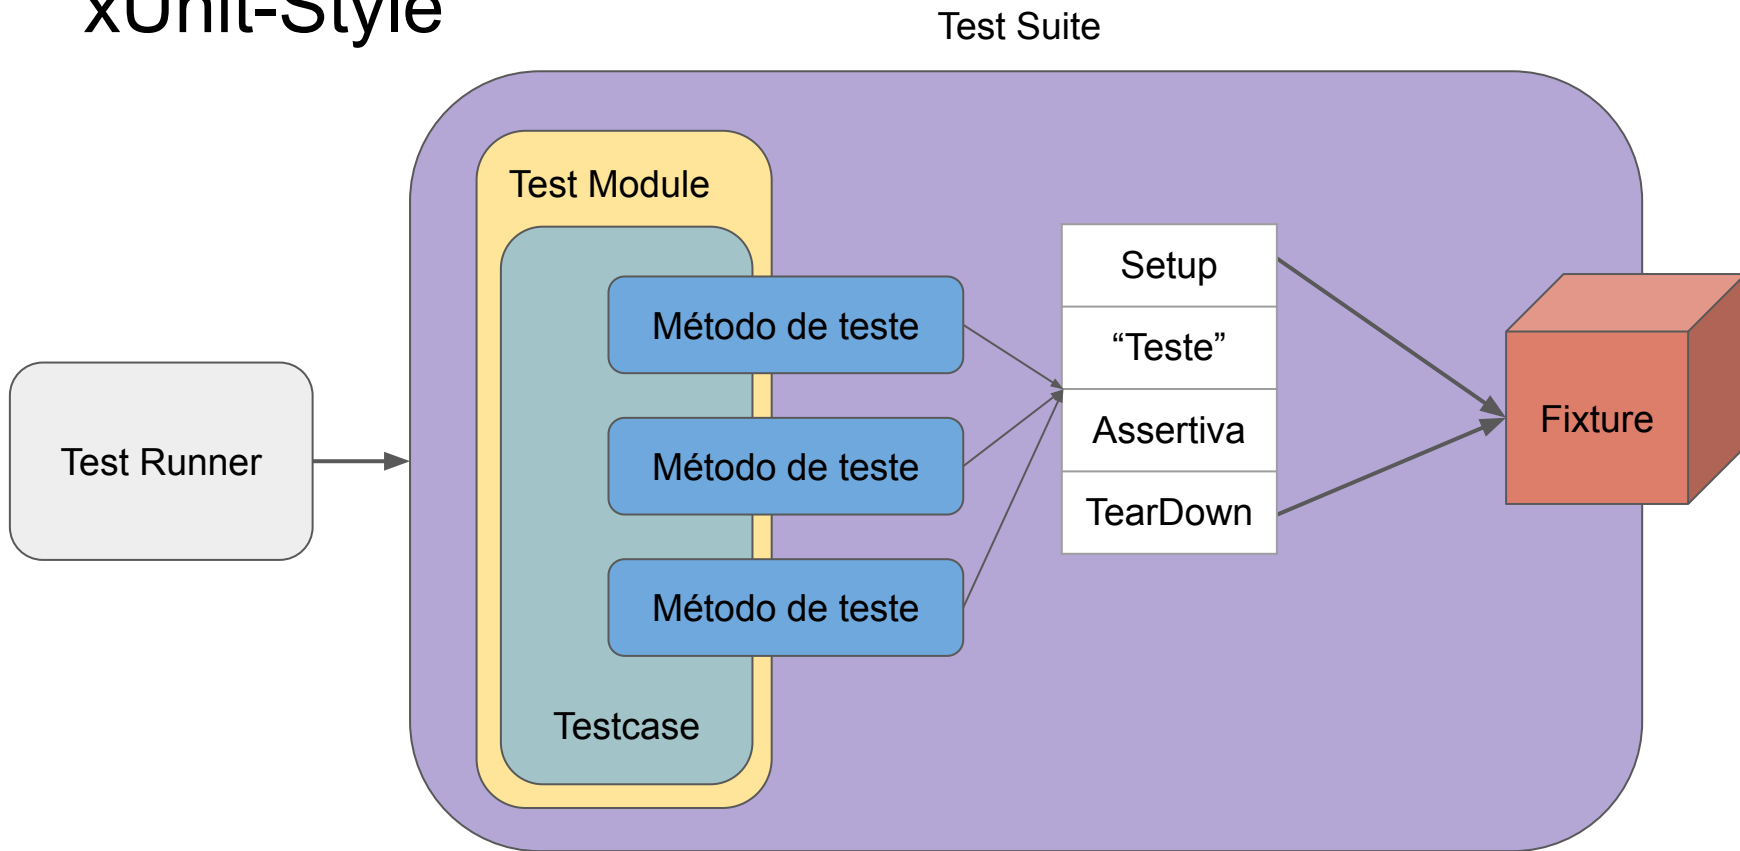 xUnit-Style
Test Suite
Test Module
Setup
Método de teste
“Teste”
Fixture
Assertiva
Test Runner
Método de teste
TearDown
Método de teste
Testcase